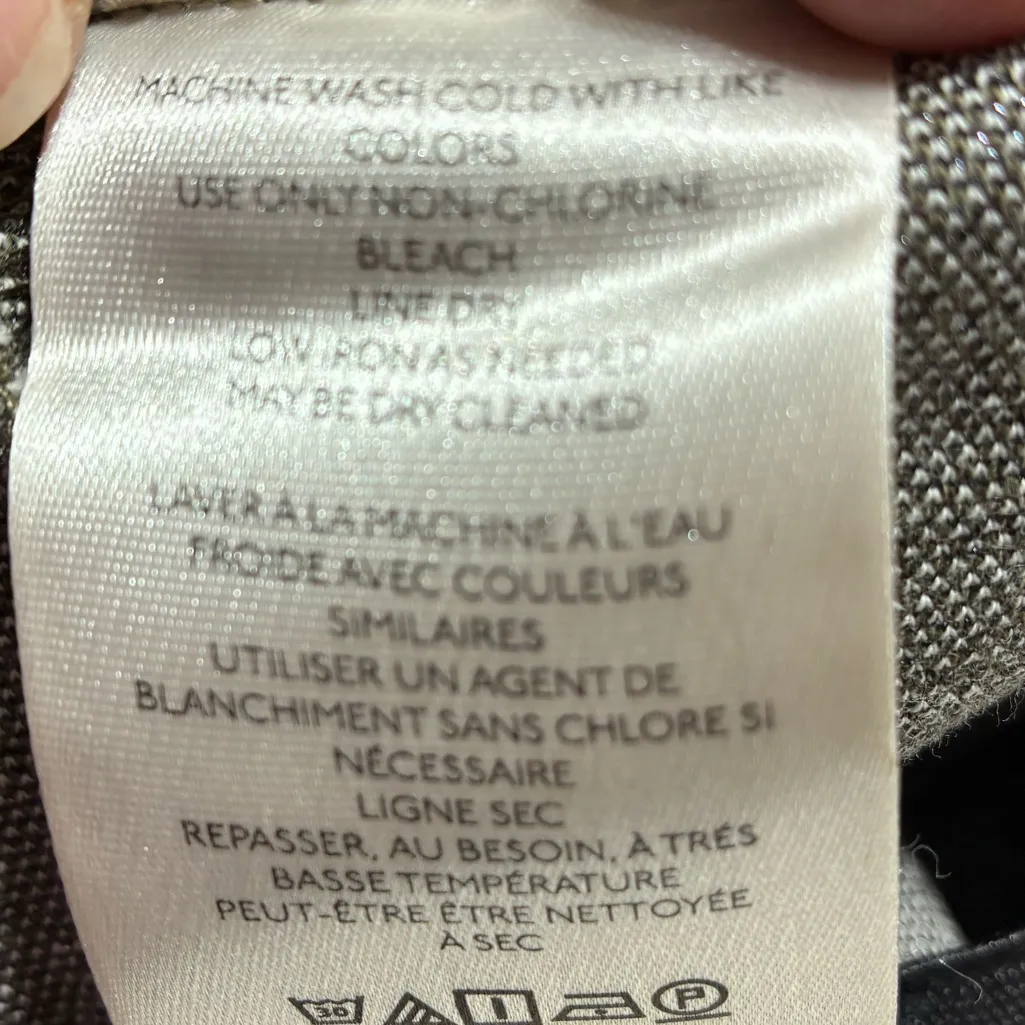 MACHINE WASH COLD WITH LIKE
COLORS
USE ONLY NON-CHLORINE
BLEACH
LINE DRY
LOW IRON AS NEEDED
MAY BE DRY CLEANED
LAVER A LA MACHINE À L'EAU
FROIDE AVEC COULEURS
SIMILAIRES
UTILISER UN AGENT DE
BLANCHIMENT SANS CHLORE SI
NÉCESSAIRE
LIGNE SEC
REPASSER, AU BESOIN, À TRÉS
BASSE TEMPÉRATURE
PEUT-ÊTRE ÊTRE NETTOYÉE
À SEC
30 P